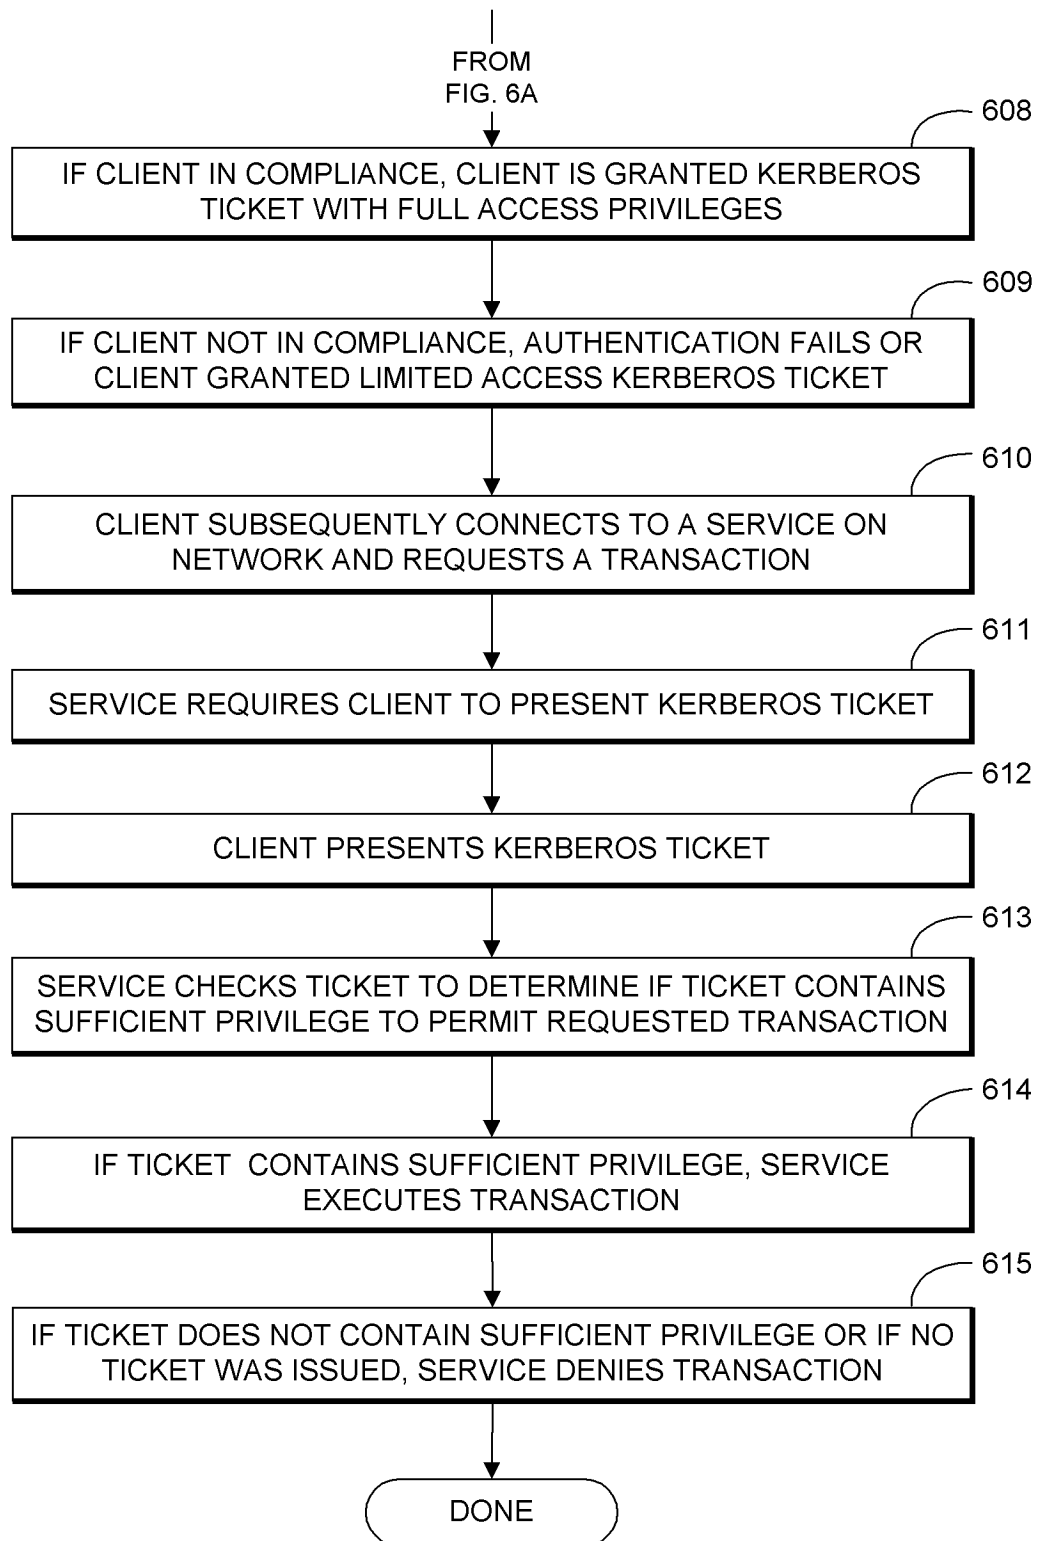 FROM
FIG. 6A
608
IF CLIENT IN COMPLIANCE, CLIENT IS GRANTED KERBEROS
TICKET WITH FULL ACCESS PRIVILEGES
609
IF CLIENT NOT IN COMPLIANCE, AUTHENTICATION FAILS OR
CLIENT GRANTED LIMITED ACCESS KERBEROS TICKET
610
CLIENT SUBSEQUENTLY CONNECTS TO A SERVICE ON
NETWORK AND REQUESTS A TRANSACTION
611
SERVICE REQUIRES CLIENT TO PRESENT KERBEROS TICKET
612
CLIENT PRESENTS KERBEROS TICKET
613
SERVICE CHECKS TICKET TO DETERMINE IF TICKET CONTAINS
SUFFICIENT PRIVILEGE TO PERMIT REQUESTED TRANSACTION
614
IF TICKET CONTAINS SUFFICIENT PRIVILEGE, SERVICE
EXECUTES TRANSACTION
615
IF TICKET DOES NOT CONTAIN SUFFICIENT PRIVILEGE OR IF NO
TICKET WAS ISSUED, SERVICE DENIES TRANSACTION
DONE